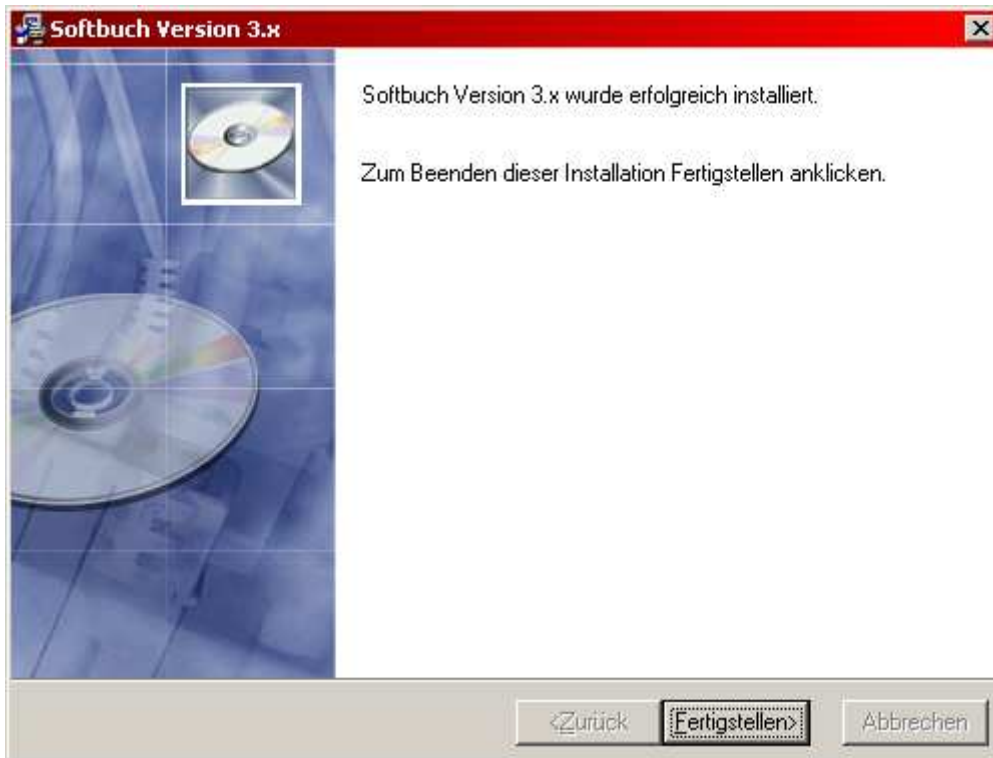 Softbuch Version 3.x
Softbuch Version 3.x wurde erfolgreich installiert.
Zum Beenden dieser Installation Fertigstellen anklicken.
<Zurück Fertigstellen> Abbrechen